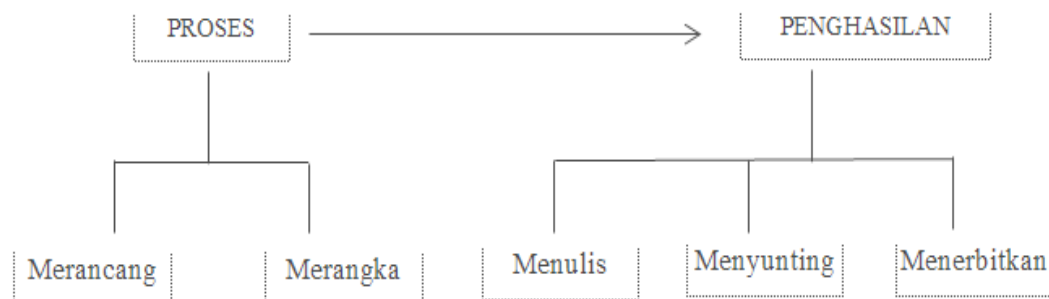 PROSES
PENGHASILAN
Merancang
Merangka
Menulis
Menyunting
Menerbitkan